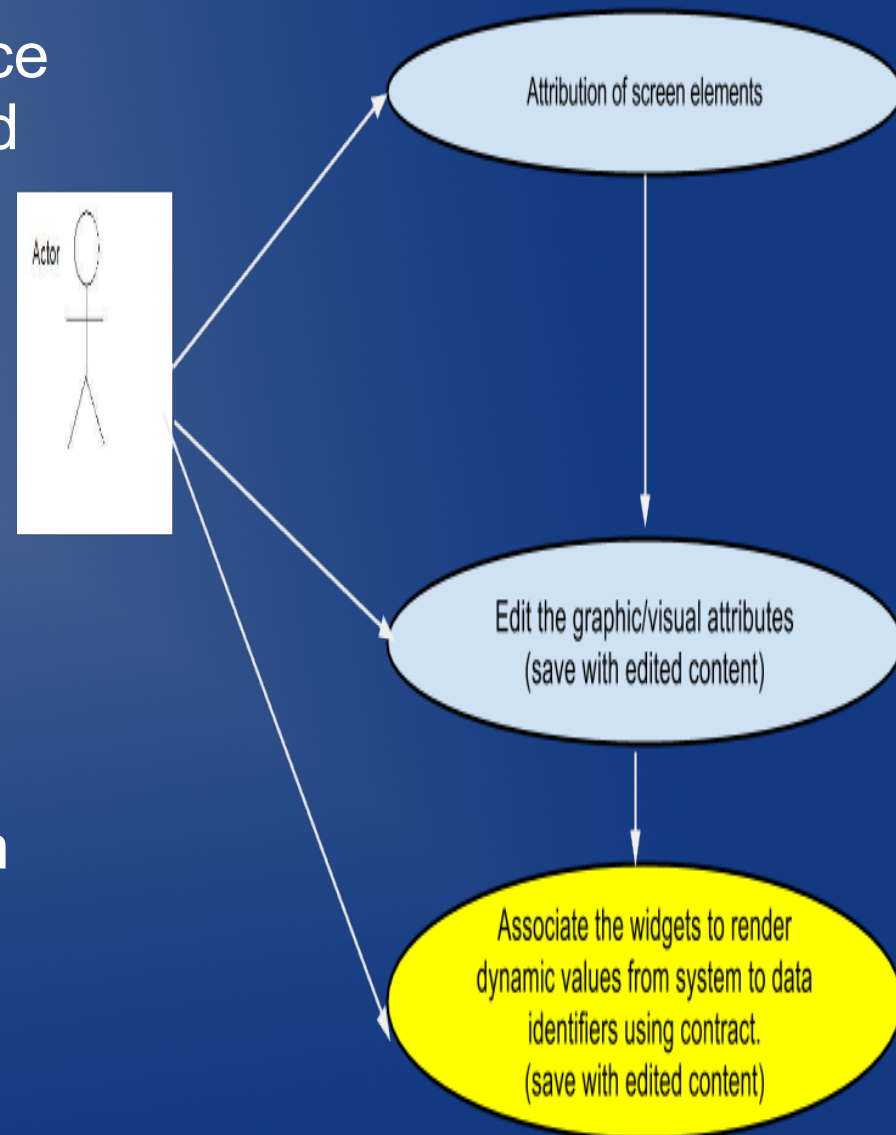 ce
d
Actor
Attribution of screen elements
Edit the graphic/visual attributes
(save with edited content)
n
Associate the widgets to render
dynamic values from system to data
identifiers using contract.
(save with edited content)